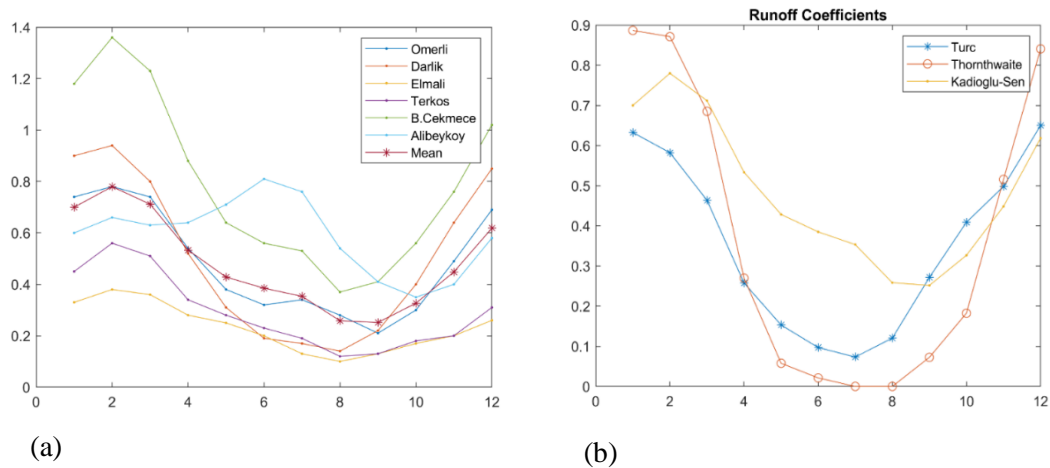 1.4
1.2
1
0.8
0.6
0.4
0.2
0
0
2
4
6
8
10
12
Omerli
Darlik
Elmali
Terkos
B.Cekmece
Alibeykoy
Mean
(a)
Runoff Coefficients
0.9
0.8
0.7
0.6
0.5
0.4
0.3
0.2
0.1
0
0
2
4
6
8
10
12
Turc
Thornthwaite
Kadioglu-Sen
(b)